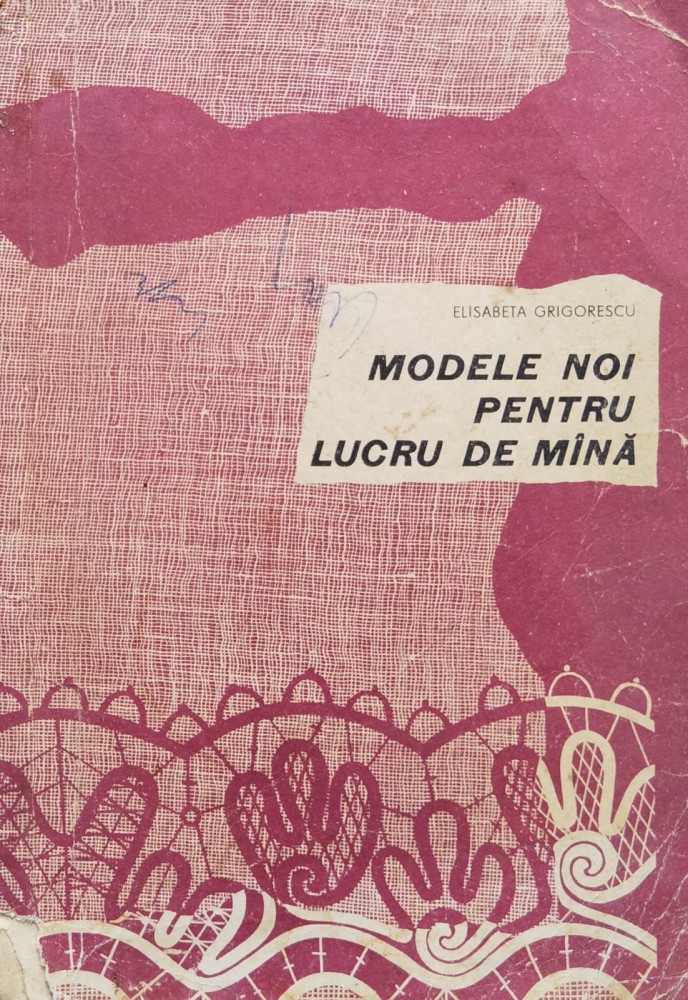 ELISABETA GRIGORESCU
MODELE NOI
PENTRU
LUCRU DE MÎNĂ